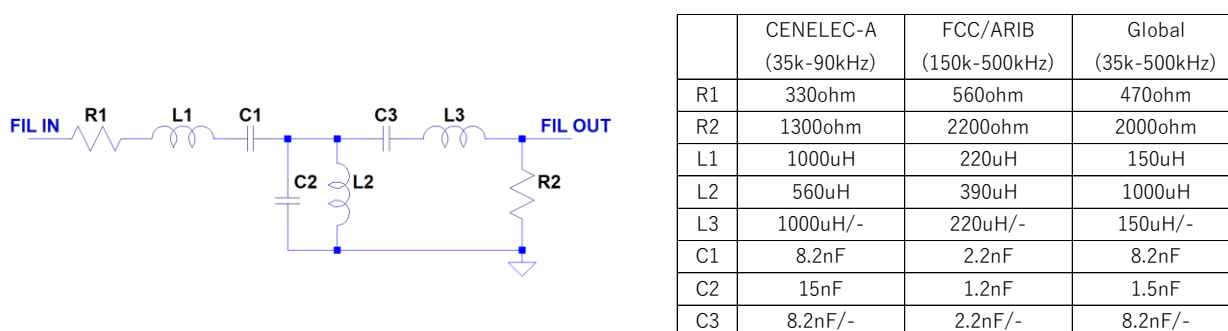 FIL IN
R1
L1
C1
C3
L3
FIL OUT
C2
L2
R2
CENELEC-A FCC/ARIB Global
(35k-90kHz) (150k-500kHz) (35k-500kHz)
R1 330ohm 560ohm 470ohm
R2 1300ohm 2200ohm 2000ohm
L1 1000uH 220uH 150uH
L2 560uH 390uH 1000uH
L3 1000uH/- 220uH/- 150uH/-
C1 8.2nF 2.2nF 8.2nF
C2 15nF 1.2nF 1.5nF
C3 8.2nF/- 2.2nF/- 8.2nF/-